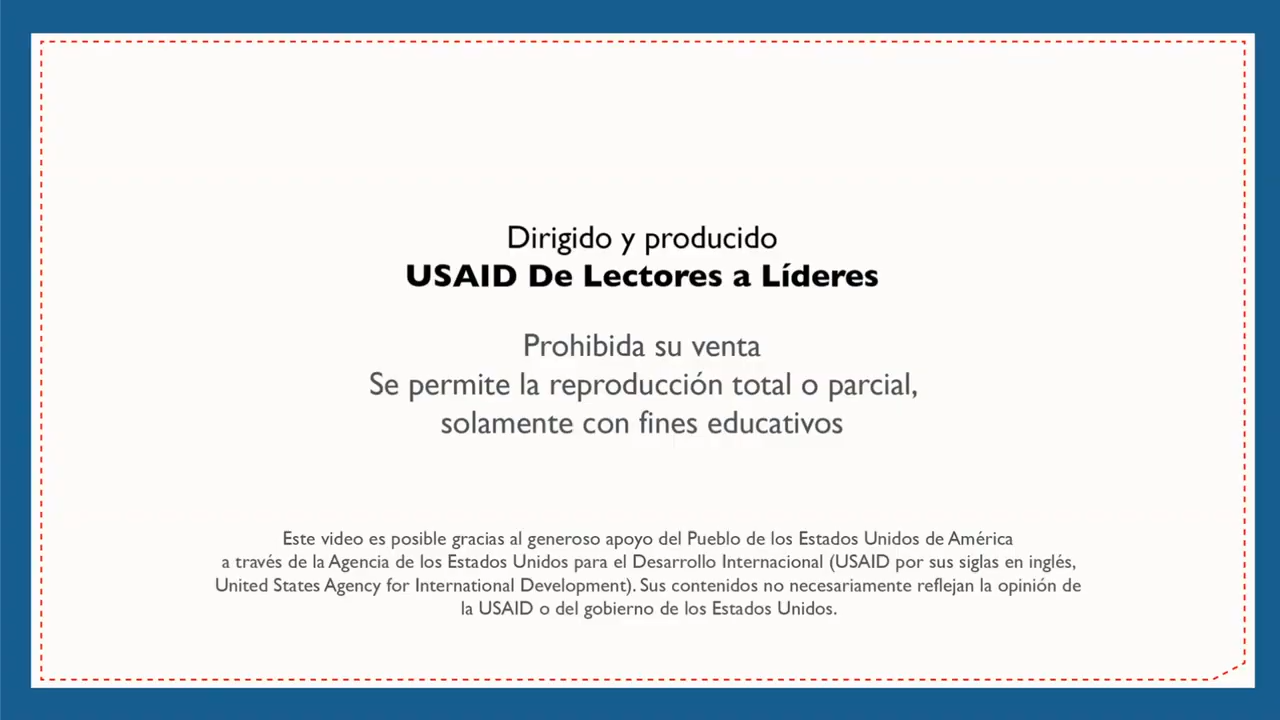 Dirigido y producido
USAID De Lectores a Líderes
Prohibida su venta
Se permite la reproducción total o parcial,
solamente con fines educativos
Este video es posible gracias al generoso apoyo del Pueblo de los Estados Unidos de América
a través de la Agencia de los Estados Unidos para el Desarrollo Internacional (USAID por sus siglas en inglés,
United States Agency for International Development). Sus contenidos no necesariamente reflejan la opinión de
la USAID o del gobierno de los Estados Unidos.